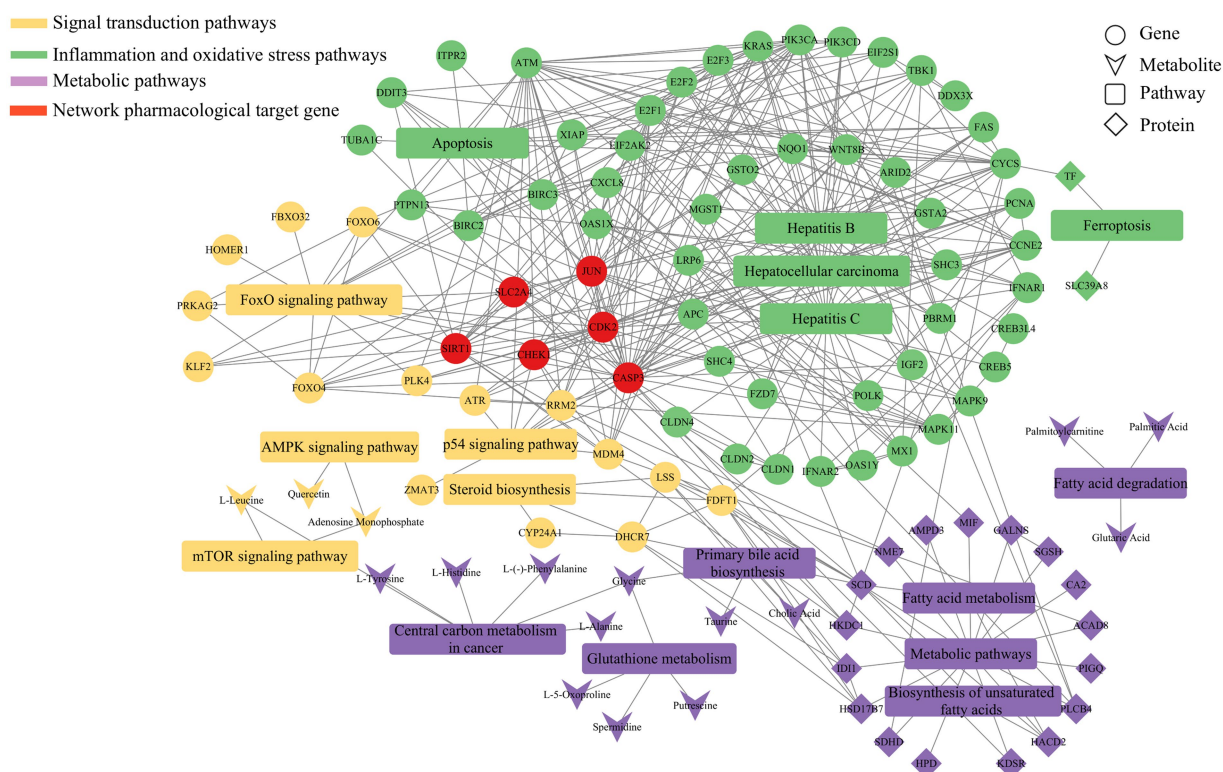 Signal transduction pathways
Inflammation and oxidative stress pathways
Metabolic pathways
Network pharmacological target gene
Gene
Metabolite
Pathway
Protein
ITPR2
ATM
E2F3
KRAS
PIK3CA
PIK3CD
EIF2S1
TBK1
DDX3X
DDIT3
E2F2
E2F1
FAS
TUBA1C
Apoptosis
XIAP
EIF2AK2
NQO1
WNT8B
CYCS
GSTO2
ARID2
TF
PTPN13
BIRC3
CXCL8
MGST1
GSTA2
PCNA
FBXO32
FOXO6
BIRC2
OAS1X
Hepatitis B
Ferroptosis
CCNE2
HOMER1
LRP6
Hepatocellular carcinoma
SHC3
JUN
IFNAR1
SLC39A8
SLC2A4
FoxO signaling pathway
PRKAG2
APC
Hepatitis C
PBRM1
CREB3L4
CDK2
SIRT1
CHEK1
SHC4
IGF2
CREB5
KLF2
FOXO4
PLK4
CASP3
ATR
RRM2
FZD7
POLK
MAPK9
CLDN4
MAPK11
AMPK signaling pathway
p54 signaling pathway
MDM4
CLDN2
CLDN1
IFNAR2
OAS1Y
MX1
Palmitoylcarnitine
Palmitic Acid
ZMAT3
Steroid biosynthesis
LSS
FDFT1
Fatty acid degradation
L-Leucine
Quercetin
Adenosine Monophosphate
AMPD3
MIF
GALNS
Glutaric Acid
CYP24A1
DHCR7
NME7
SGSH
mTOR signaling pathway
Primary bile acid
biosynthesis
L-Tyrosine
L-Histidine
L-(-)-Phenylalanine
Glycine
SCD
CA2
Fatty acid metabolism
Taurine
Cholic Acid
HKDC1
ACAD8
L-Alanine
Central carbon metabolism
in cancer
Glutathione metabolism
Metabolic pathways
IDI1
PIGQ
L-5-Oxoproline
Putrescine
Spermidine
Biosynthesis of unsaturated
fatty acids
HSD17B7
PLCB4
SDHD
HACD2
HPD
KDSR